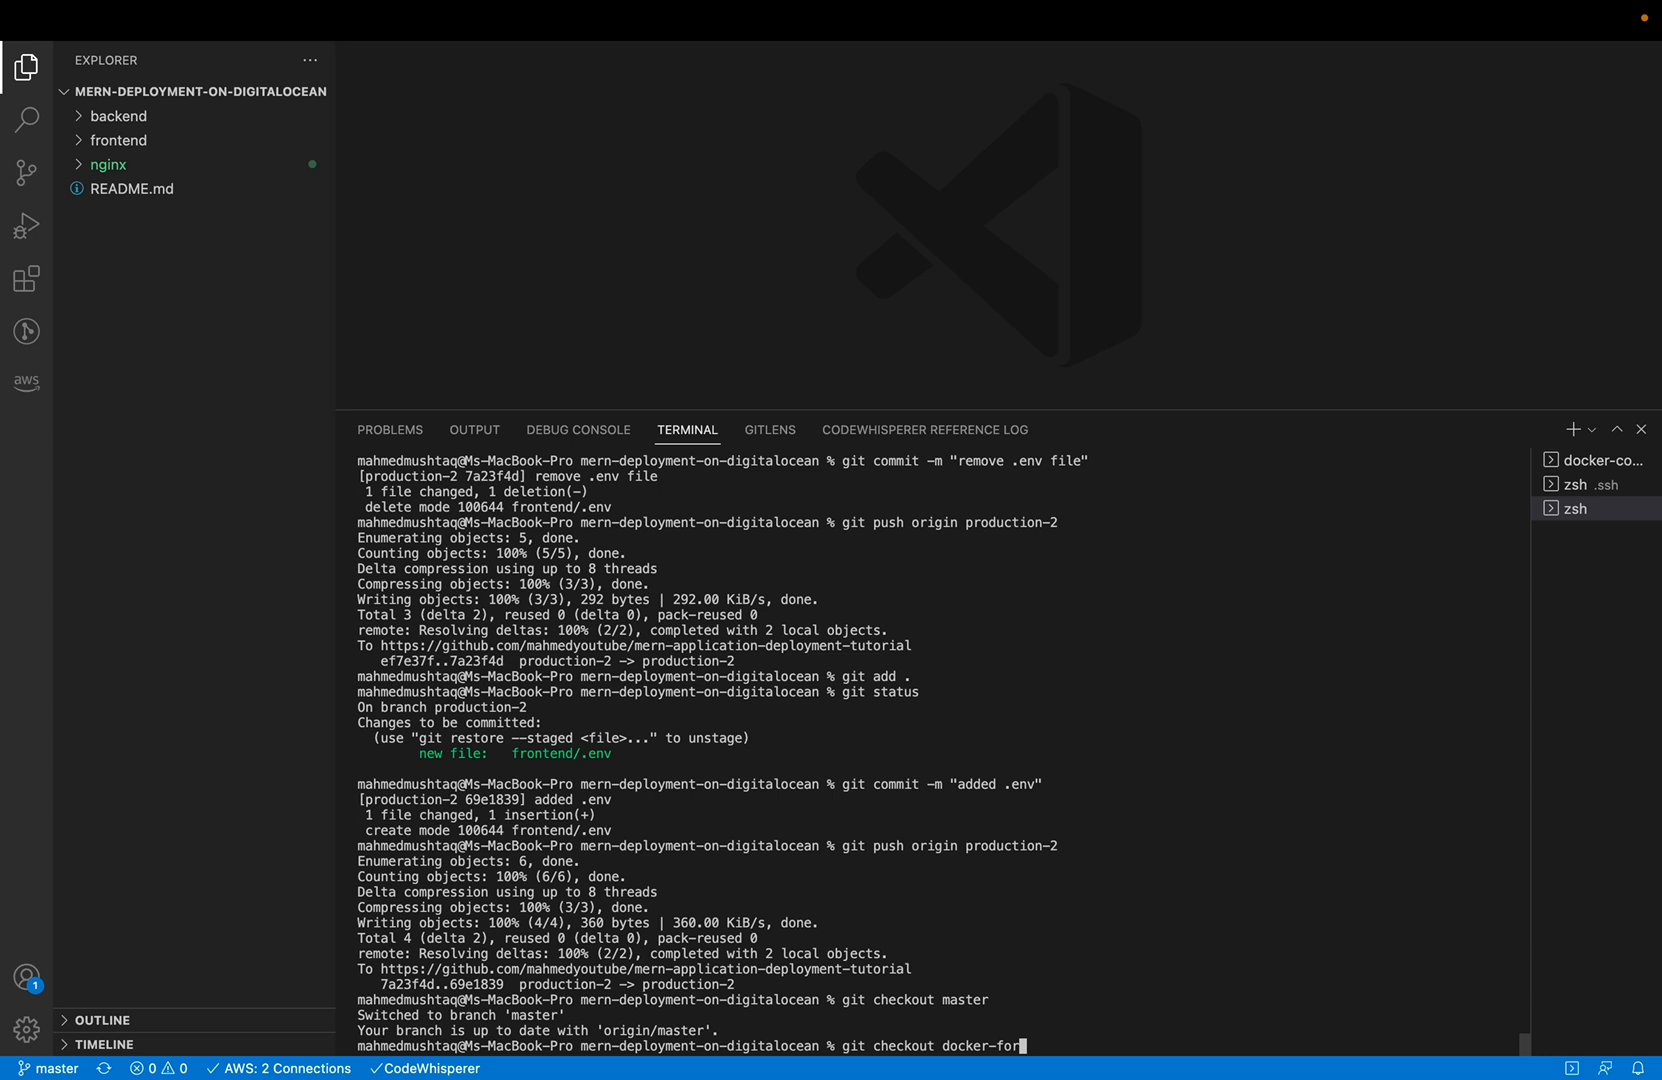 EXPLORER
MERN-DEPLOYMENT-ON-DIGITALOCEAN
backend
frontend
nginx
README.md
aws
1
OUTLINE
TIMELINE
PROBLEMS OUTPUT DEBUG CONSOLE TERMINAL GITLENS CODEWHISPERER REFERENCE LOG
mahmedmushtaq@Ms-MacBook-Pro mern-deployment-on-digitalocean % git commit -m "remove .env file"
[production-2 7a23f4d] remove .env file
1 file changed, 1 deletion(-)
delete mode 100644 frontend/.env
mahmedmushtaq@Ms-MacBook-Pro mern-deployment-on-digitalocean % git push origin production-2
Enumerating objects: 5, done.
Counting objects: 100% (5/5), done.
Delta compression using up to 8 threads
Compressing objects: 100% (3/3), done.
Writing objects: 100% (3/3), 292 bytes | 292.00 KiB/s, done.
Total 3 (delta 2), reused 0 (delta 0), pack-reused 0
remote: Resolving deltas: 100% (2/2), completed with 2 local objects.
To https://github.com/mahmedyoutube/mern-application-deployment-tutorial
ef7e37f..7a23f4d production-2 -> production-2
mahmedmushtaq@Ms-MacBook-Pro mern-deployment-on-digitalocean % git add .
mahmedmushtaq@Ms-MacBook-Pro mern-deployment-on-digitalocean % git status
On branch production-2
Changes to be committed:
(use "git restore --staged <file>..." to unstage)
new file: frontend/.env
mahmedmushtaq@Ms-MacBook-Pro mern-deployment-on-digitalocean % git commit -m "added .env"
[production-2 69e1839] added .env
1 file changed, 1 insertion(+)
create mode 100644 frontend/.env
mahmedmushtaq@Ms-MacBook-Pro mern-deployment-on-digitalocean % git push origin production-2
Enumerating objects: 6, done.
Counting objects: 100% (6/6), done.
Delta compression using up to 8 threads
Compressing objects: 100% (3/3), done.
Writing objects: 100% (4/4), 360 bytes | 360.00 KiB/s, done.
Total 4 (delta 2), reused 0 (delta 0), pack-reused 0
remote: Resolving deltas: 100% (2/2), completed with 2 local objects.
To https://github.com/mahmedyoutube/mern-application-deployment-tutorial
7a23f4d..69e1839 production-2 -> production-2
mahmedmushtaq@Ms-MacBook-Pro mern-deployment-on-digitalocean % git checkout master
Switched to branch 'master'
Your branch is up to date with 'origin/master'.
mahmedmushtaq@Ms-MacBook-Pro mern-deployment-on-digitalocean % git checkout docker-for
docker-co...
zsh .ssh
zsh
master 0 0 AWS: 2 Connections CodeWhisperer